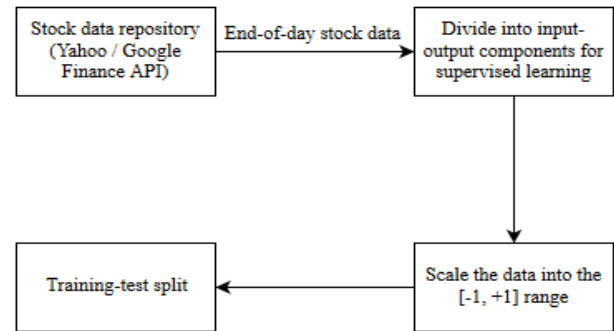 Stock data repository
(Yahoo / Google
Finance API)
End-of-day stock data
Divide into input-
output components for
supervised learning
Scale the data into the
[-1, +1] range
Training-test split